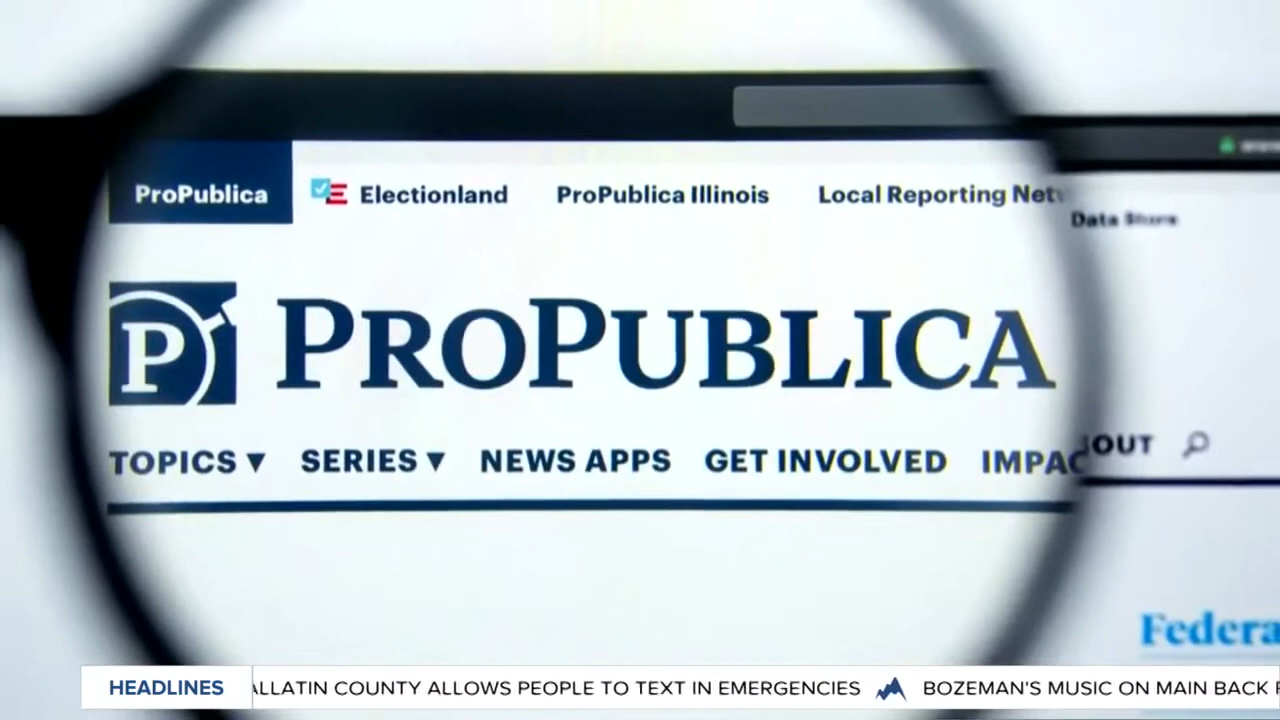 ProPublica Electionland ProPublica Illinois Local Reporting
Data Store
P PROPUBLICA
TOPICS ▼ SERIES ▼ NEWS APPS GET INVOLVED IMPAC OUT
Federa
HEADLINES ALLATIN COUNTY ALLOWS PEOPLE TO TEXT IN EMERGENCIES BOZEMAN'S MUSIC ON MAIN BACK